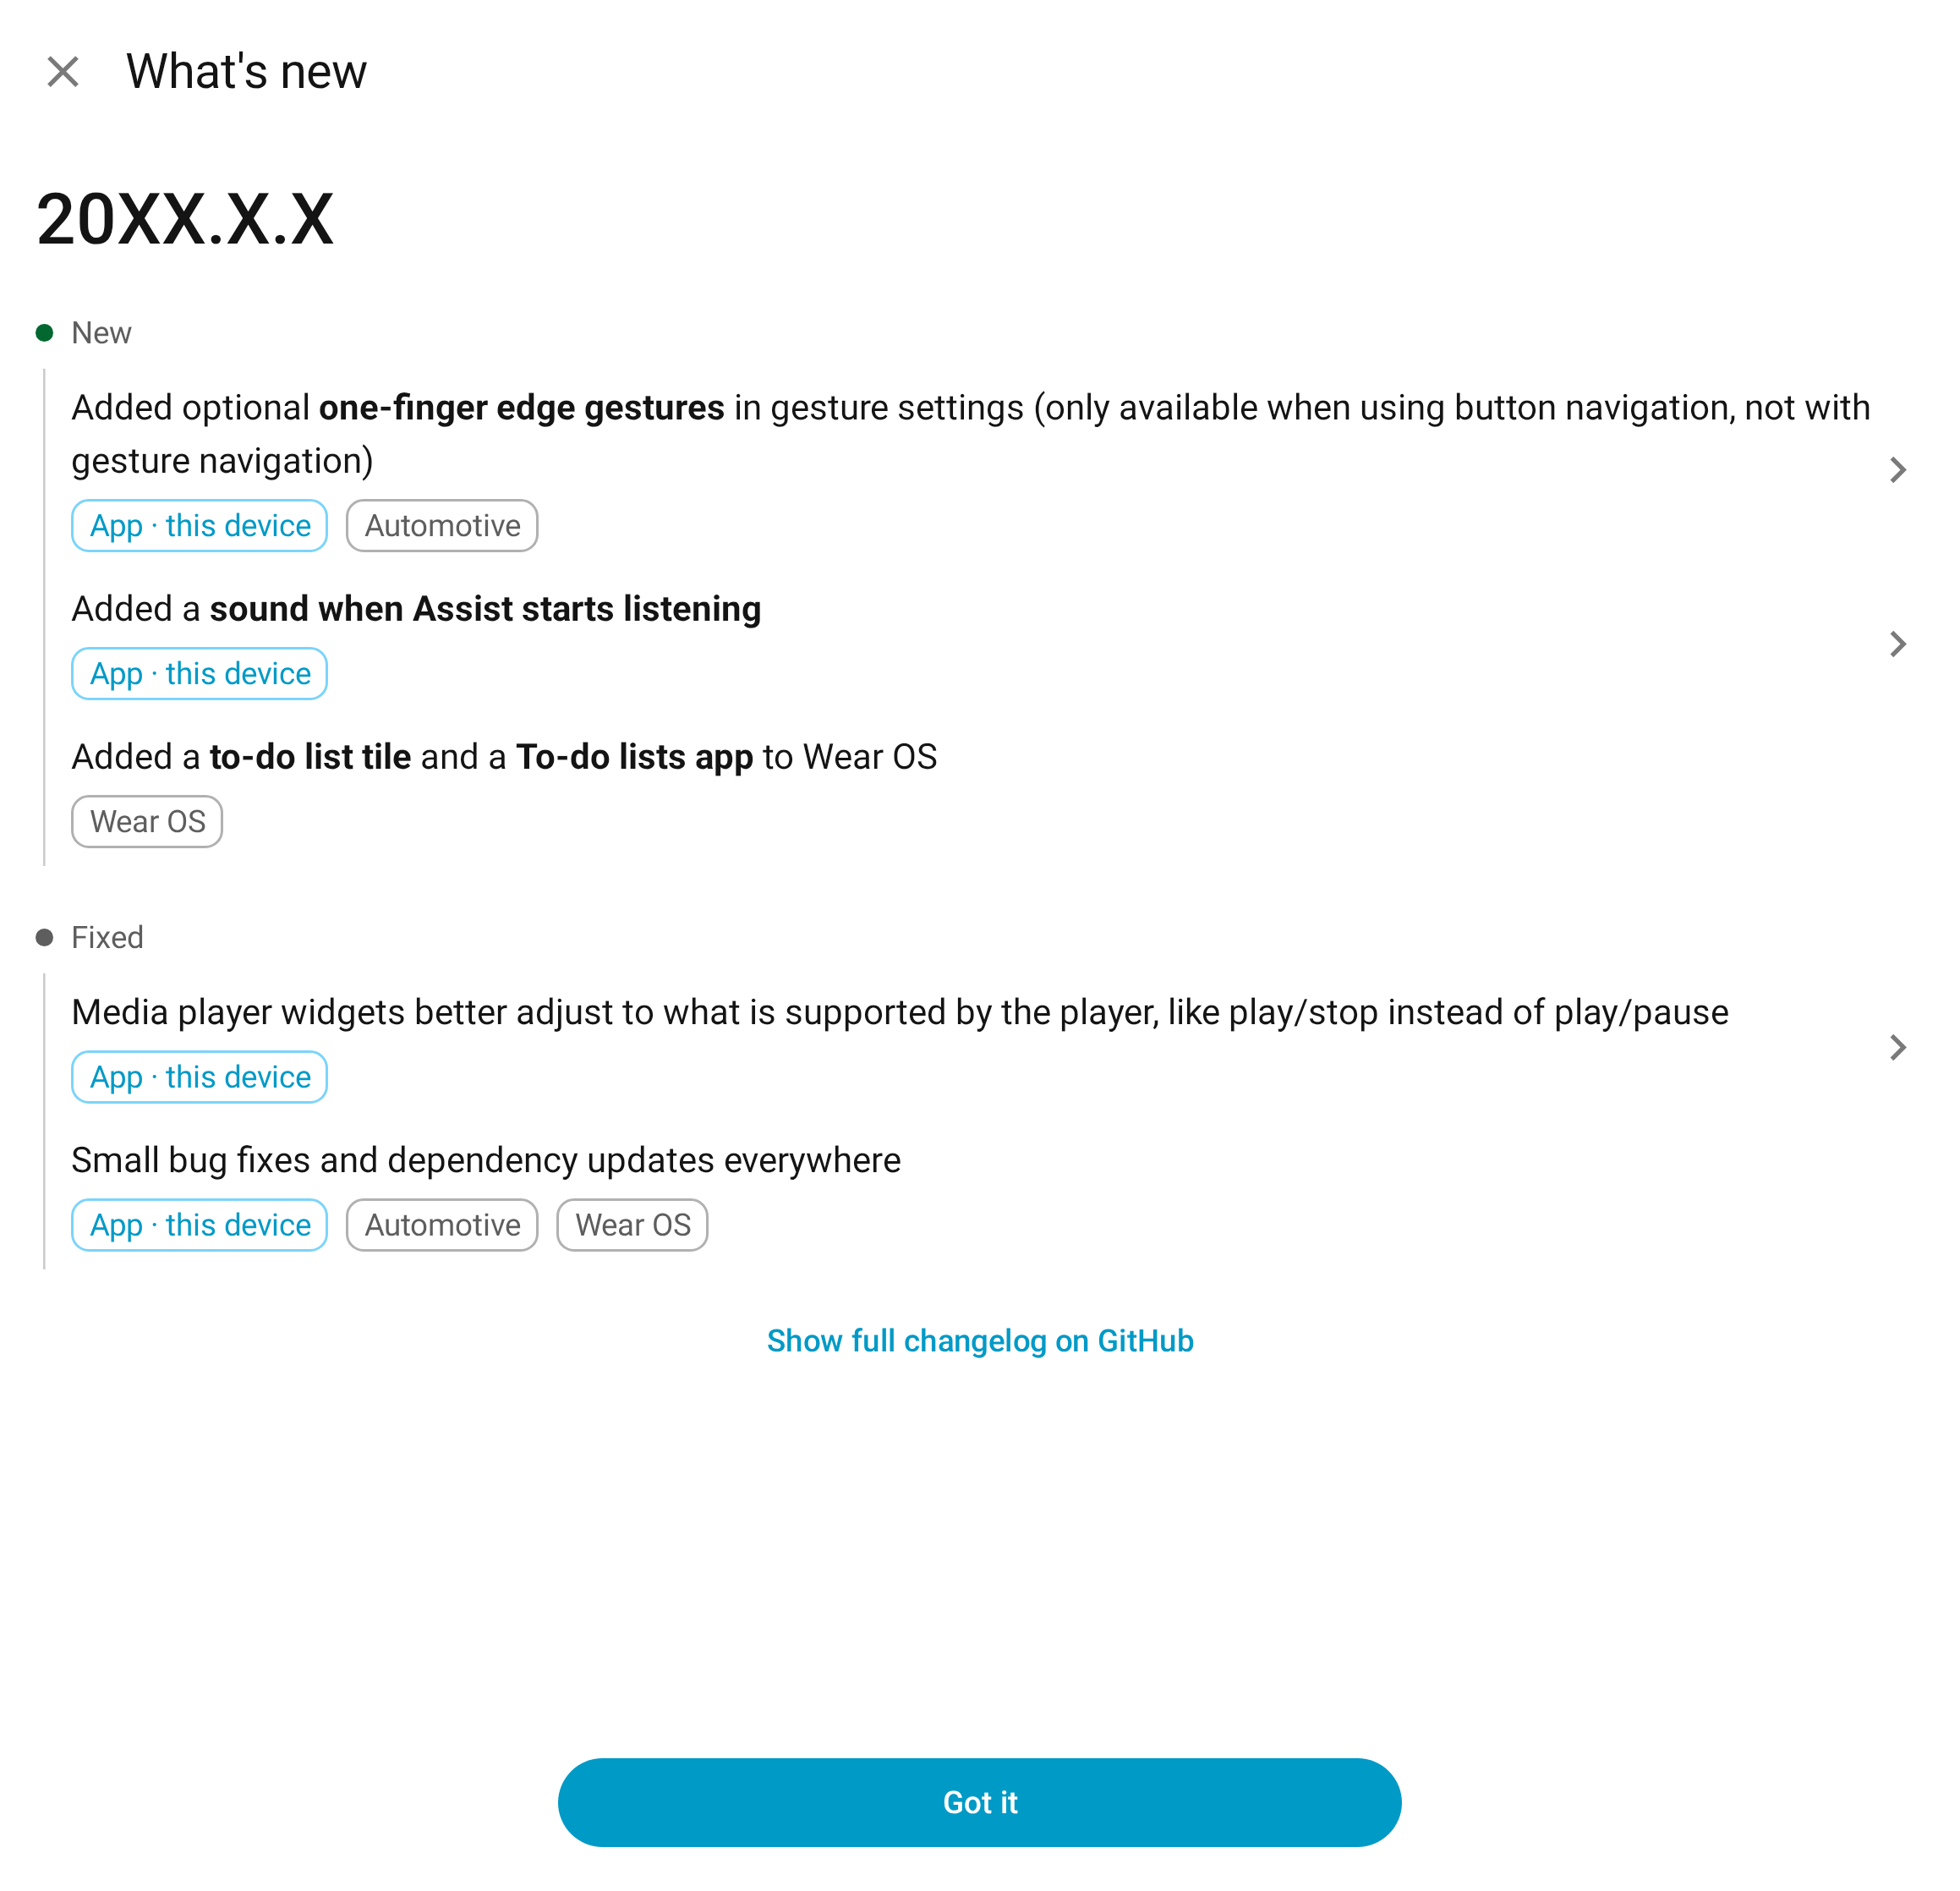 What's new
20XX.X.X
New
Added optional one-finger edge gestures in gesture settings (only available when using button navigation, not with
gesture navigation)
App · this device Automotive
Added a sound when Assist starts listening
App · this device
Added a to-do list tile and a To-do lists app to Wear OS
Wear OS
Fixed
Media player widgets better adjust to what is supported by the player, like play/stop instead of play/pause
App · this device
Small bug fixes and dependency updates everywhere
App · this device Automotive Wear OS
Show full changelog on GitHub
Got it